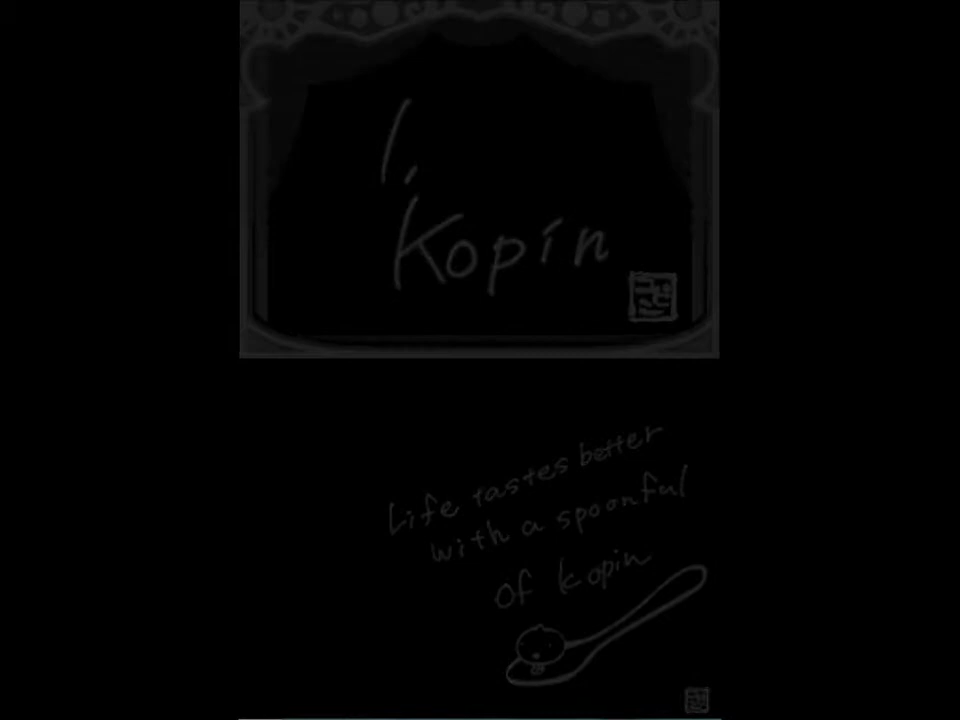 I,
Kopin
Life tastes better
with a spoonful
of kopin